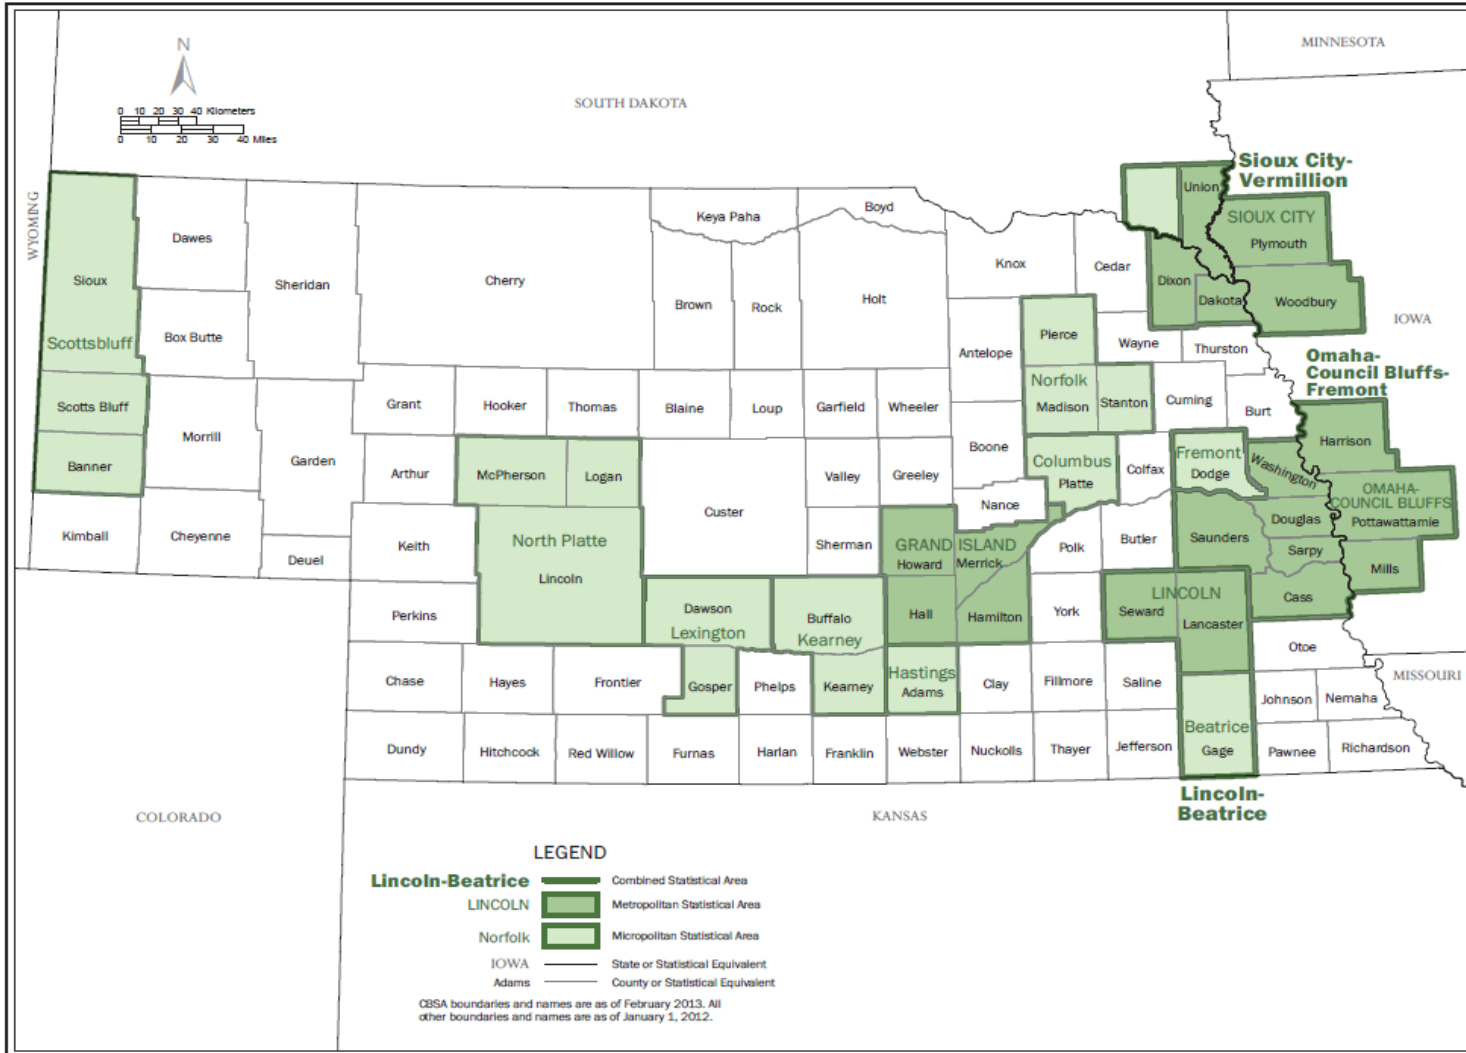 MINNESOTA
N
SOUTH DAKOTA
0 10 20 30 40 Kilometers
0 10 20 30 40 Miles
WYOMING
Sioux City-
Vermillion
Union
SIOUX CITY
Plymouth
Dixon
Dakota
Woodbury
IOWA
Boyd
Keya Paha
Dawes
Sioux
Sheridan
Cherry
Brown
Rock
Holt
Knox
Cedar
Box Butte
Scottsbluff
Pierce
Antelope
Wayne
Thurston
Omaha-
Council Bluffs-
Fremont
Scotts Bluff
Grant
Hooker
Thomas
Blaine
Loup
Garfield
Wheeler
Norfolk
Madison
Stanton
Cuming
Burt
Harrison
Morrill
Banner
Garden
Arthur
McPherson
Logan
Custer
Valley
Greeley
Boone
Columbus
Platte
Colfax
Fremont
Dodge
Washington
OMAHA-
COUNCIL BLUFFS
Pottawattamie
Nance
Kimball
Cheyenne
Deuel
Keith
North Platte
Lincoln
Sherman
GRAND ISLAND
Howard
Merrick
Polk
Butler
Saunders
Douglas
Sarpy
Mills
Cass
Perkins
Dawson
Lexington
Buffalo
Kearney
Hall
Hamilton
York
Seward
LINCOLN
Lancaster
Otoe
Chase
Hayes
Frontier
Gosper
Phelps
Kearney
Hastings
Adams
Clay
Fillmore
Saline
Johnson
Nemaha
MISSOURI
Dundy
Hitchcock
Red Willow
Furnas
Harlan
Franklin
Webster
Nuckolls
Thayer
Jefferson
Beatrice
Gage
Pawnee
Richardson
Lincoln-
Beatrice
COLORADO
KANSAS
LEGEND
Lincoln-Beatrice Combined Statistical Area
LINCOLN Metropolitan Statistical Area
Norfolk Micropolitan Statistical Area
IOWA State or Statistical Equivalent
Adams County or Statistical Equivalent
CBSA boundaries and names are as of February 2013. All
other boundaries and names are as of January 1, 2012.